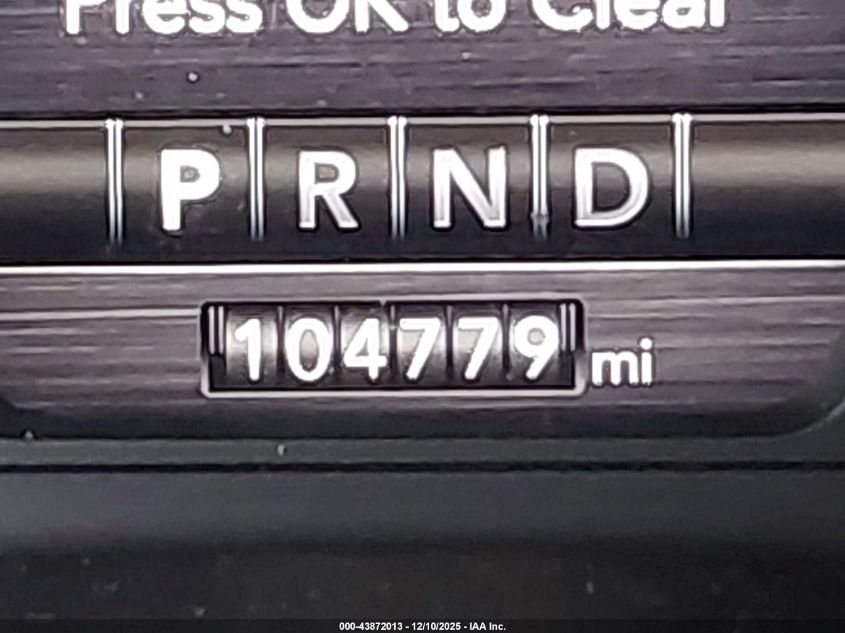 Press OK to Clear
P R N D
104779 mi
000-43872013 - 12/10/2025 - IAA Inc.